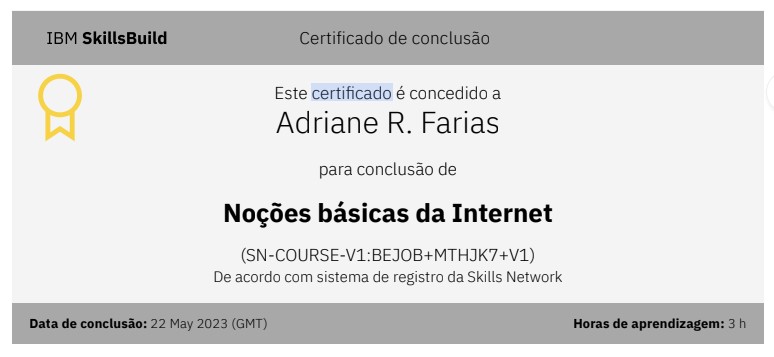 IBM SkillsBuild
Certificado de conclusão
Este certificado é concedido a
Adriane R. Farias
para conclusão de
Noções básicas da Internet
(SN-COURSE-V1:BEJOB+MTHJK7+V1)
De acordo com sistema de registro da Skills Network
Data de conclusão: 22 May 2023 (GMT)
Horas de aprendizagem: 3 h